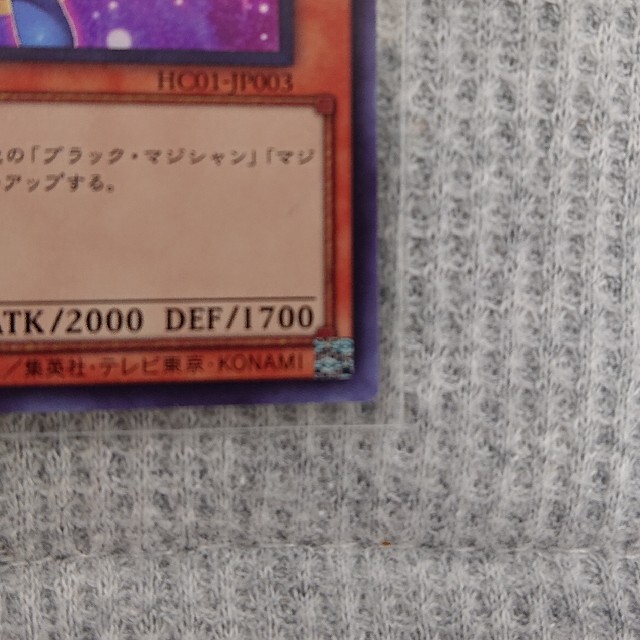 HC01-JP003
の「ブラック・マジシャン」「マジ
アップする。
ATK/2000 DEF/1700
／集英社・テレビ東京・KONAMI